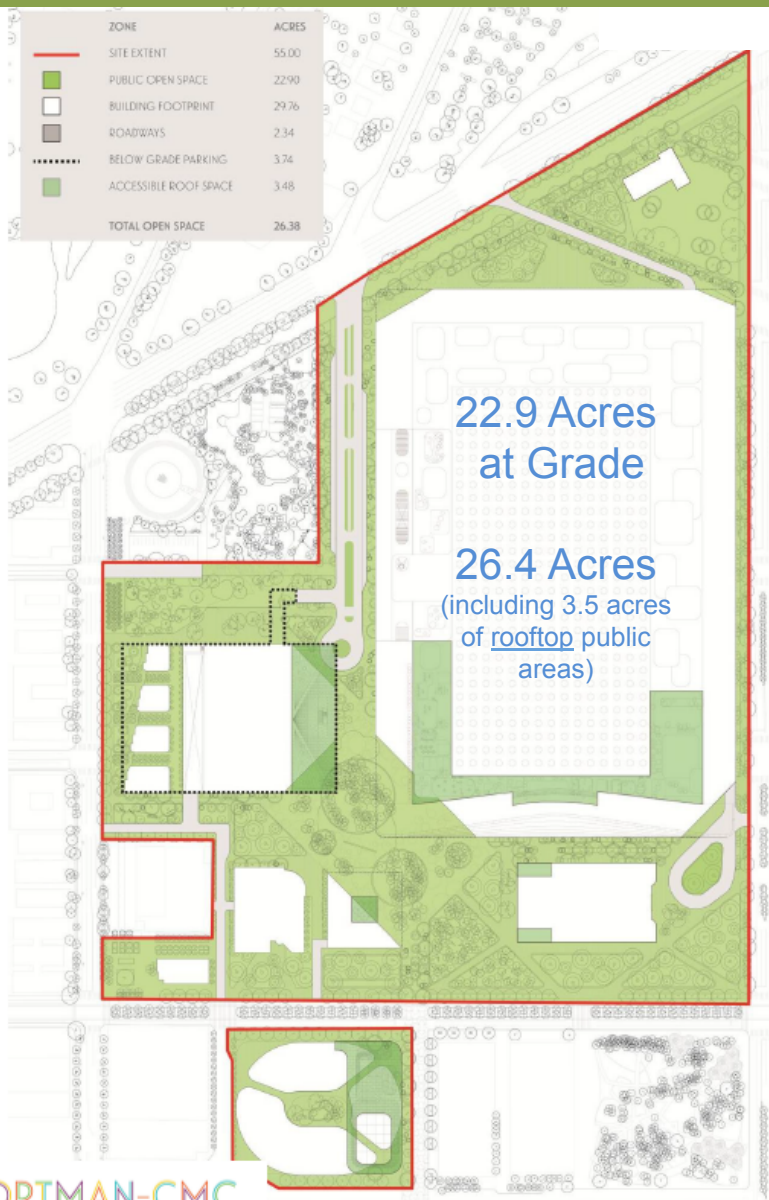 ZONE ACRES
SITE EXTENT 55.00
PUBLIC OPEN SPACE 22.90
BUILDING FOOTPRINT 29.76
ROADWAYS 2.34
BELOW GRADE PARKING 3.74
ACCESSIBLE ROOF SPACE 3.48
TOTAL OPEN SPACE 26.38
22.9 Acres
at Grade
26.4 Acres
(including 3.5 acres
of rooftop public
areas)
ORTMAN-CMC